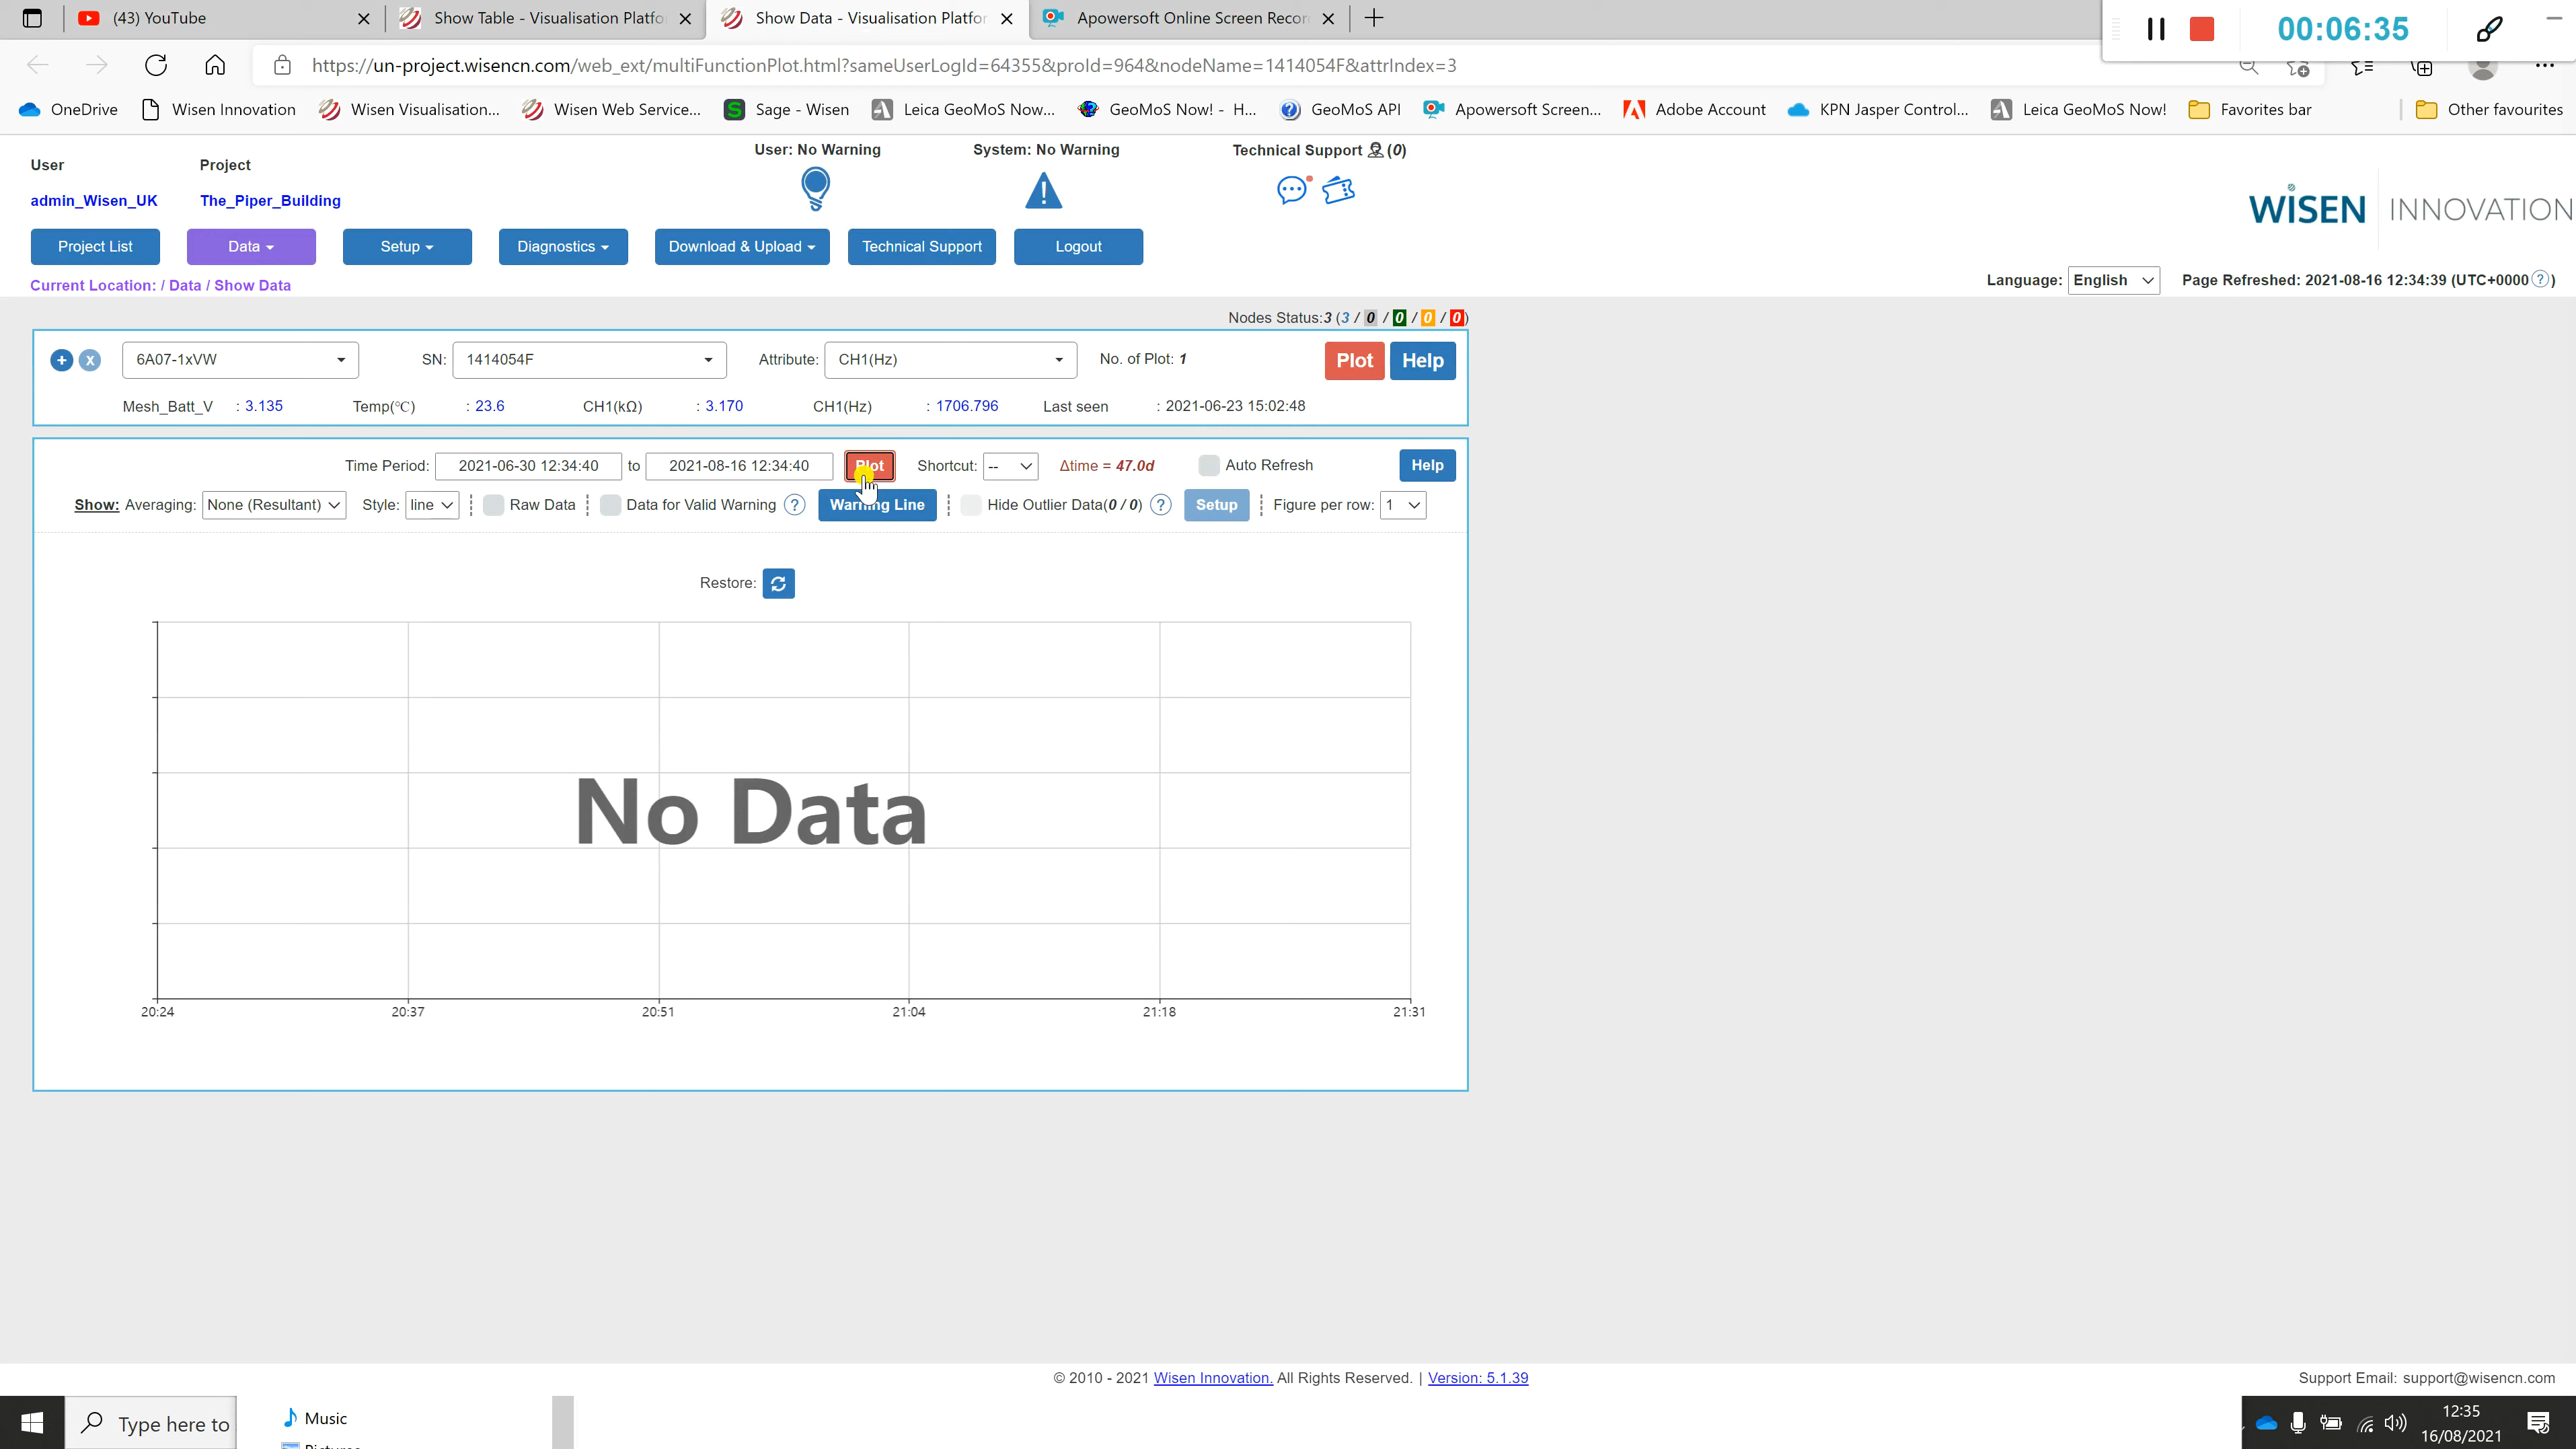 (43) YouTube
Show Table - Visualisation Platfo
Show Data - Visualisation Platfor
Apowersoft Online Screen Recor
00:06:35
https://un-project.wisencn.com/web_ext/multiFunctionPlot.html?sameUserLogId=64355&proId=964&nodeName=1414054F&attrIndex=3
OneDrive Wisen Innovation Wisen Visualisation... Wisen Web Service... Sage - Wisen Leica GeoMoS Now... GeoMoS Now! - H... GeoMoS API Apowersoft Screen... Adobe Account KPN Jasper Control... Leica GeoMoS Now! Favorites bar Other favourites
User Project User: No Warning System: No Warning Technical Support (0)
admin_Wisen_UK The_Piper_Building
WISEN INNOVATION
Project List Data Setup Diagnostics Download & Upload Technical Support Logout
Current Location: / Data / Show Data
Language: English Page Refreshed: 2021-08-16 12:34:39 (UTC+0000 ?)
Nodes Status:3 (3 / 0 / 0 / 0 / 0)
+ x 6A07-1xVW SN: 1414054F Attribute: CH1(Hz) No. of Plot: 1 Plot Help
Mesh_Batt_V : 3.135 Temp(℃) : 23.6 CH1(kΩ) : 3.170 CH1(Hz) : 1706.796 Last seen : 2021-06-23 15:02:48
Time Period: 2021-06-30 12:34:40 to 2021-08-16 12:34:40 Plot Shortcut: -- Δtime = 47.0d Auto Refresh Help
Show: Averaging: None (Resultant) Style: line Raw Data Data for Valid Warning ? Warning Line Hide Outlier Data(0 / 0) ? Setup Figure per row: 1
Restore:
No Data
20:24 20:37 20:51 21:04 21:18 21:31
© 2010 - 2021 Wisen Innovation. All Rights Reserved. | Version: 5.1.39
Support Email: support@wisencn.com
Type here to
Music
12:35
16/08/2021